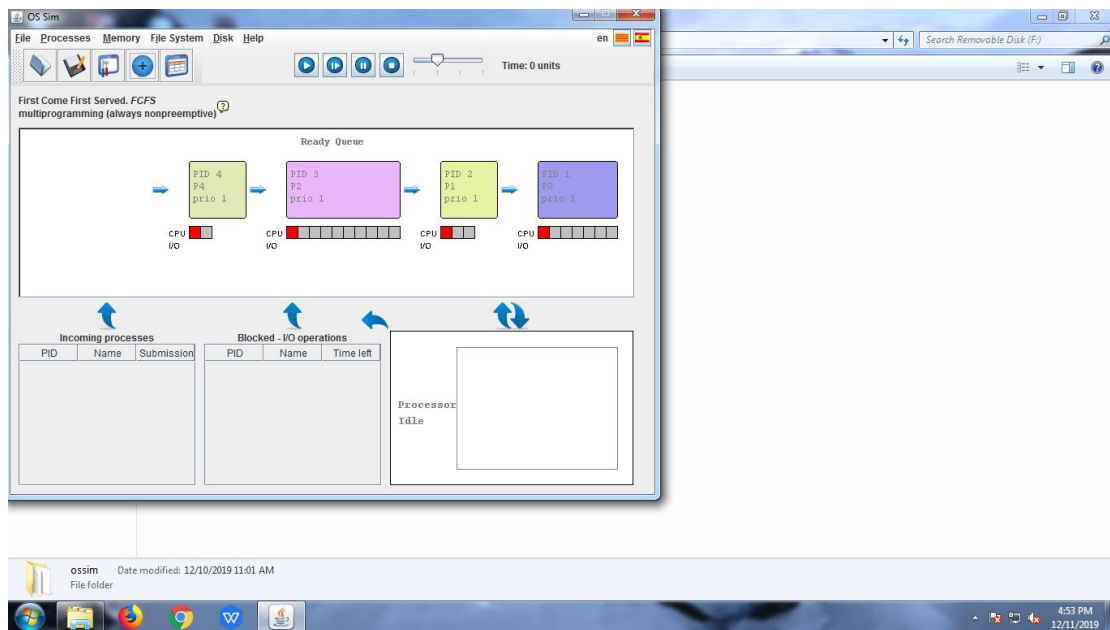 OS Sim
Search Removable Disk (F:)
File Processes Memory File System Disk Help
en
Time: 0 units
First Come First Served. FCFS
multiprogramming (always nonpreemptive)
Ready Queue
PID 4
P4
prio 1
CPU
I/O
PID 3
P2
prio 1
CPU
I/O
PID 2
P1
prio 1
CPU
I/O
PID 1
P0
prio 1
CPU
I/O
Incoming processes
PID Name Submission
Blocked - I/O operations
PID Name Time left
Processor
Idle
ossim Date modified: 12/10/2019 11:01 AM
File folder
4:53 PM
12/11/2019